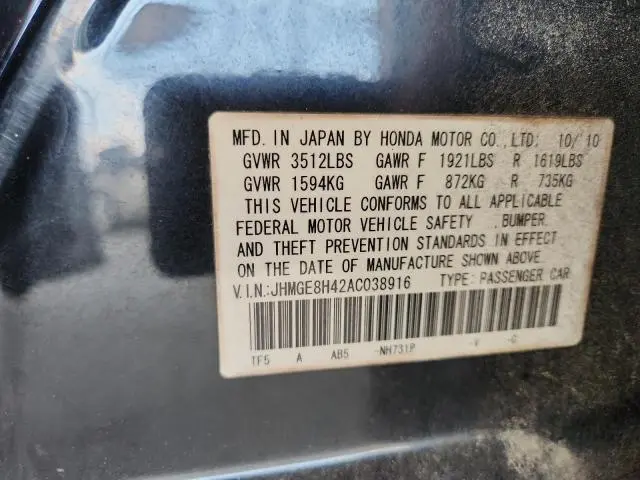 MFD. IN JAPAN BY HONDA MOTOR CO., LTD: 10/10
GVWR 3512LBS GAWR F 1921LBS R 1619LBS
GVWR 1594KG GAWR F 872KG R 735KG
THIS VEHICLE CONFORMS TO ALL APPLICABLE
FEDERAL MOTOR VEHICLE SAFETY , BUMPER,
AND THEFT PREVENTION STANDARDS IN EFFECT
ON THE DATE OF MANUFACTURE SHOWN ABOVE.
V.I.N.:JHMGE8H42AC038916 TYPE: PASSENGER CAR
TF5 A AB5 -NH731P -V -G